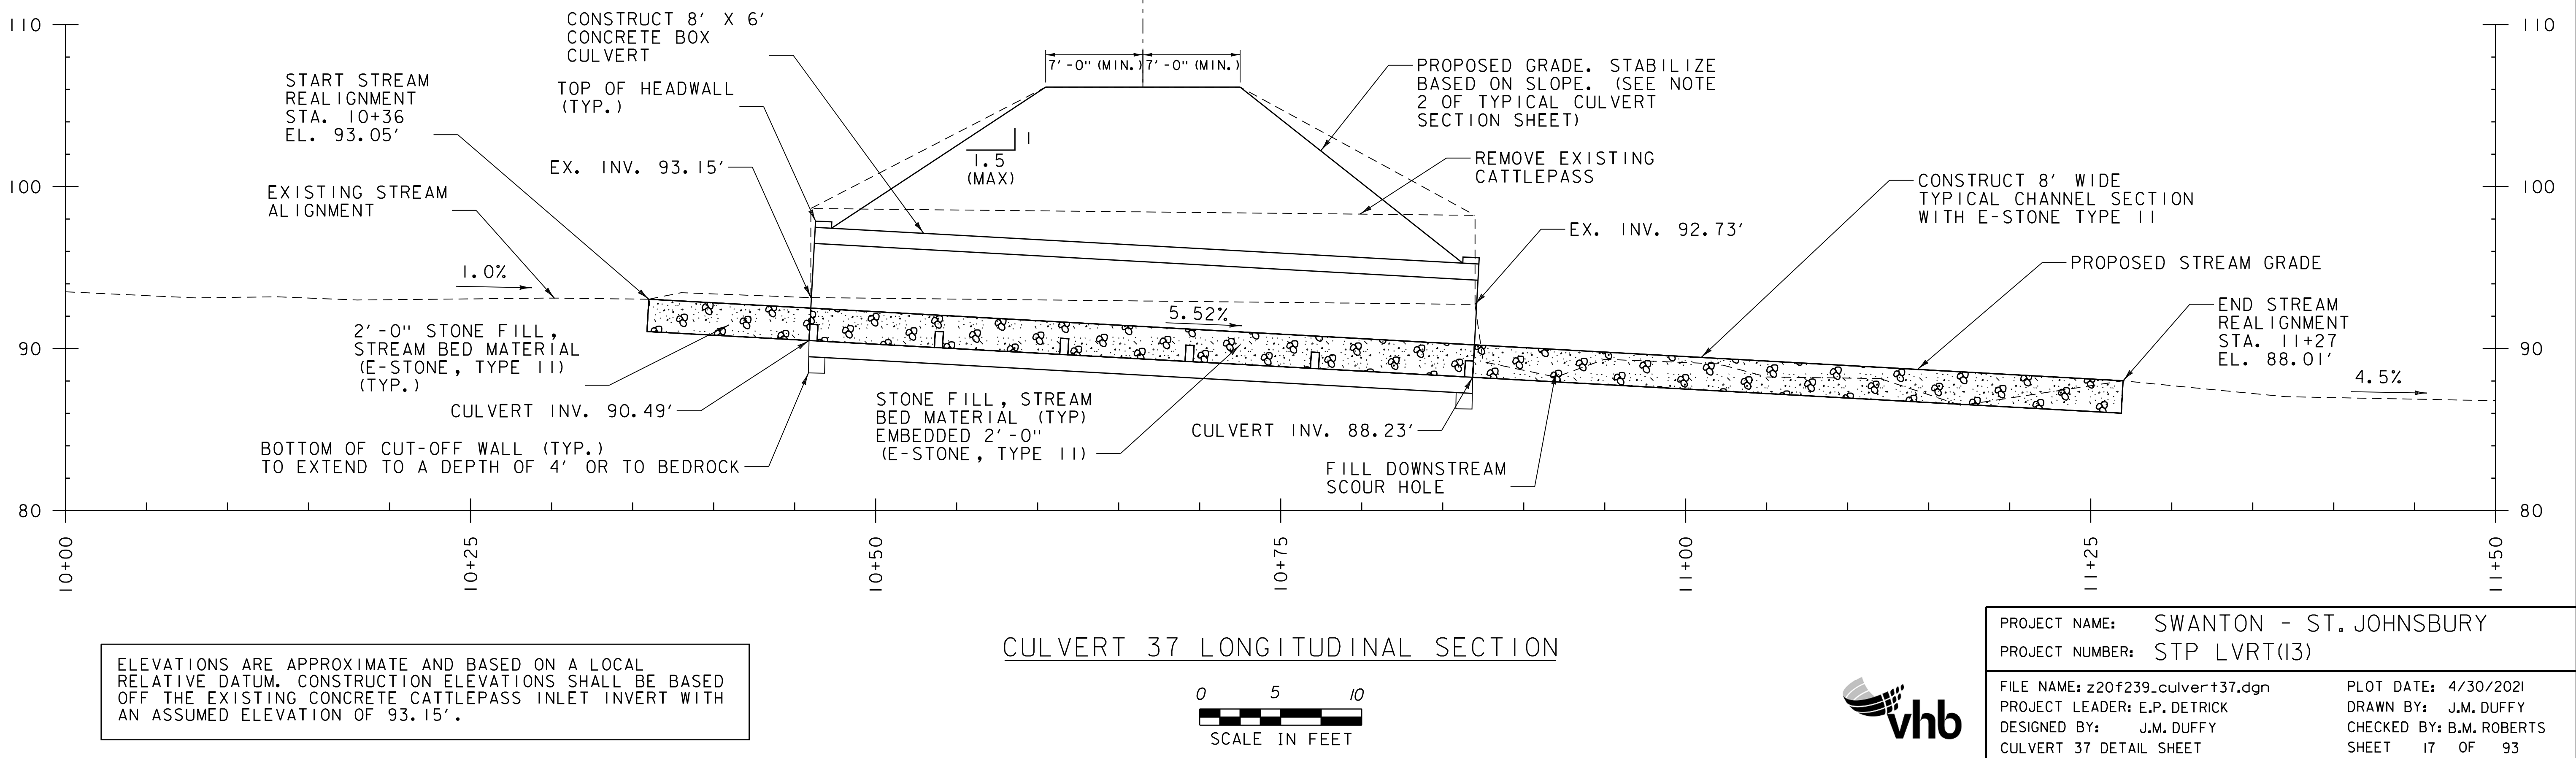 110
100
90
80
CONSTRUCT 8' X 6'
CONCRETE BOX
CULVERT
START STREAM
REALIGNMENT
STA. 10+36
EL. 93.05'
TOP OF HEADWALL
(TYP.)
EX. INV. 93.15'
EXISTING STREAM
ALIGNMENT
1.0%
7'-0" (MIN.)
7'-0" (MIN.)
1
1.5
(MAX)
PROPOSED GRADE. STABILIZE
BASED ON SLOPE. (SEE NOTE
2 OF TYPICAL CULVERT
SECTION SHEET)
REMOVE EXISTING
CATTLEPASS
EX. INV. 92.73'
CONSTRUCT 8' WIDE
TYPICAL CHANNEL SECTION
WITH E-STONE TYPE II
PROPOSED STREAM GRADE
END STREAM
REALIGNMENT
STA. 11+27
EL. 88.01'
4.5%
5.52%
2'-0" STONE FILL,
STREAM BED MATERIAL
(E-STONE, TYPE II)
(TYP.)
CULVERT INV. 90.49'
BOTTOM OF CUT-OFF WALL (TYP.)
TO EXTEND TO A DEPTH OF 4' OR TO BEDROCK
STONE FILL, STREAM
BED MATERIAL (TYP)
EMBEDDED 2'-0"
(E-STONE, TYPE II)
CULVERT INV. 88.23'
FILL DOWNSTREAM
SCOUR HOLE
110
100
90
80
10+00
10+25
10+50
10+75
11+00
11+25
11+50
ELEVATIONS ARE APPROXIMATE AND BASED ON A LOCAL
RELATIVE DATUM. CONSTRUCTION ELEVATIONS SHALL BE BASED
OFF THE EXISTING CONCRETE CATTLEPASS INLET INVERT WITH
AN ASSUMED ELEVATION OF 93.15'.
CULVERT 37 LONGITUDINAL SECTION
0 5 10
SCALE IN FEET
vhb
PROJECT NAME: SWANTON - ST. JOHNSBURY
PROJECT NUMBER: STP LVRT(13)
FILE NAME: z20f239_culvert37.dgn
PROJECT LEADER: E.P. DETRICK
DESIGNED BY: J.M. DUFFY
CULVERT 37 DETAIL SHEET
PLOT DATE: 4/30/2021
DRAWN BY: J.M. DUFFY
CHECKED BY: B.M. ROBERTS
SHEET 17 OF 93